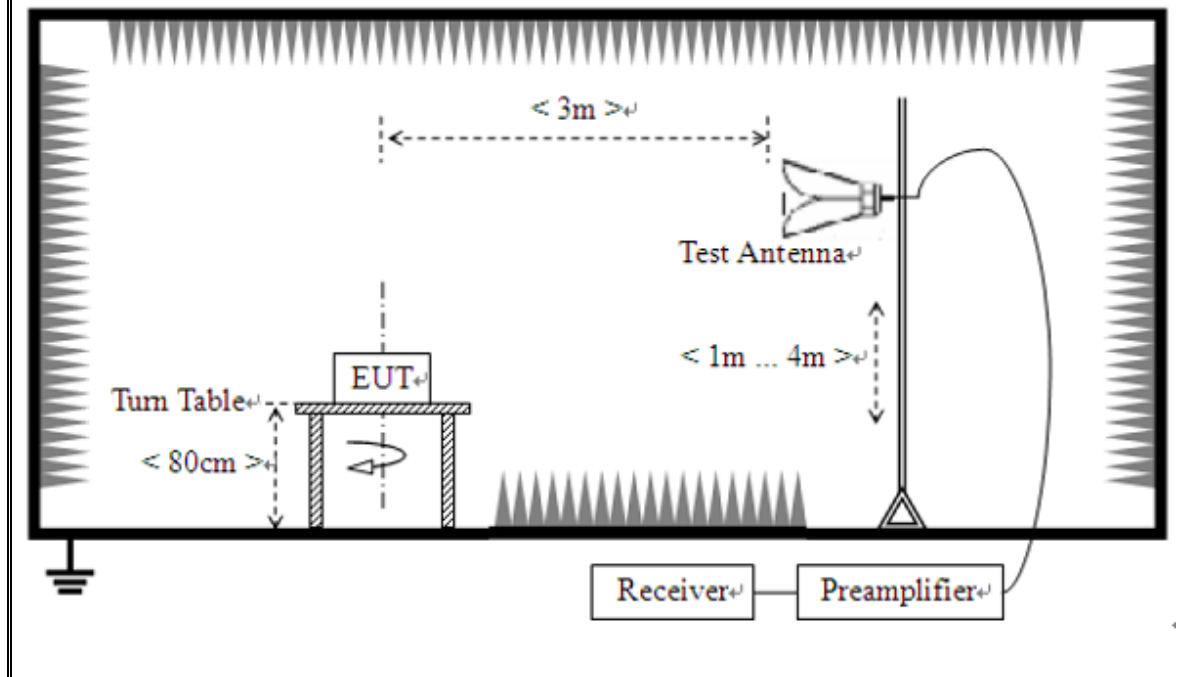 < 3m >↵
Test Antenna↵
< 1m ... 4m >↵
EUT↵
Turn Table↵
< 80cm >↵
Receiver↵
Preamplifier↵
↵